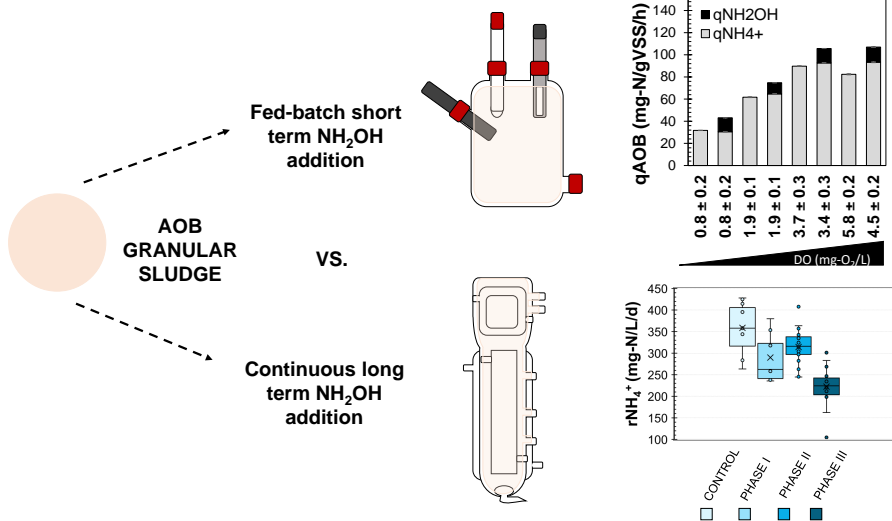 Fed-batch short
term NH₂OH
addition
AOB
GRANULAR
SLUDGE
VS.
Continuous long
term NH₂OH
addition
qAOB (mg-N/gVSS/h)
140
120
100
80
60
40
20
0
qNH2OH
qNH4+
0.8 ± 0.2
0.8 ± 0.2
1.9 ± 0.1
1.9 ± 0.1
3.7 ± 0.3
3.4 ± 0.3
5.8 ± 0.2
4.5 ± 0.2
DO (mg-O₂/L)
rNH₄⁺ (mg-N/L/d)
450
400
350
300
250
200
150
100
CONTROL
PHASE I
PHASE II
PHASE III